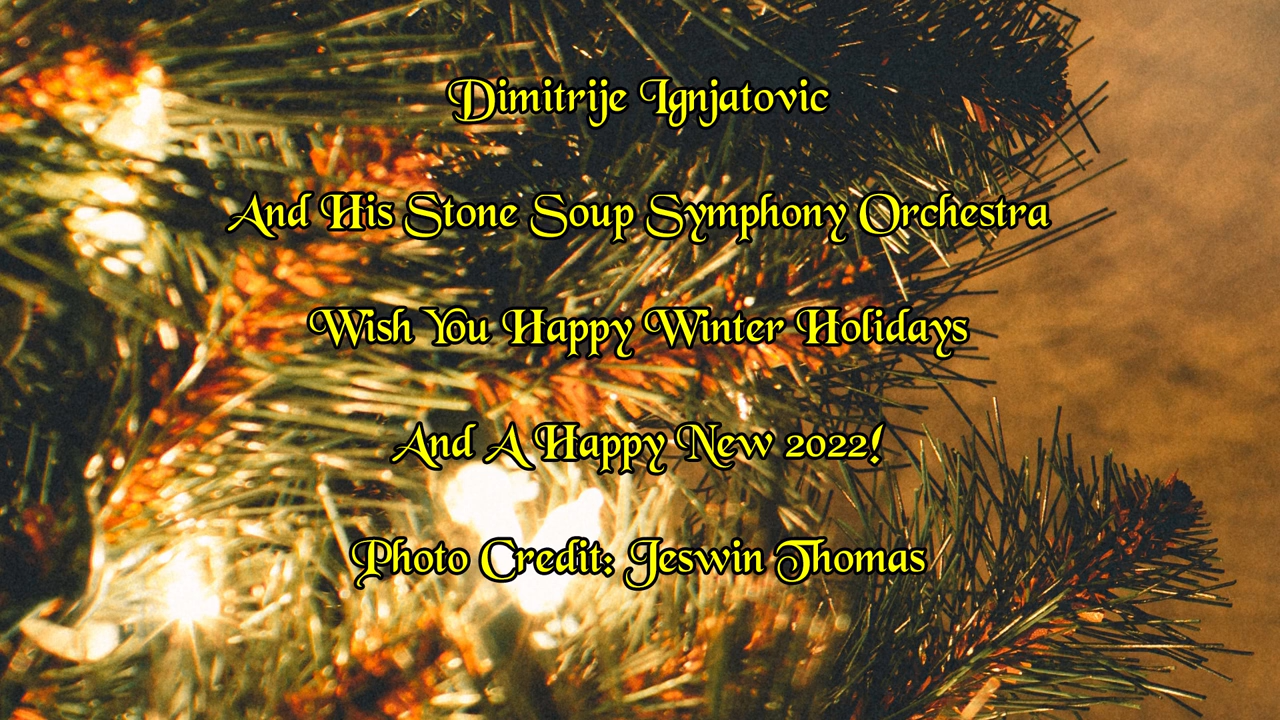 Dimitrije Ignjatovic
And His Stone Soup Symphony Orchestra
Wish You Happy Winter Holidays
And A Happy New 2022!
Photo Credit: Jeswin Thomas